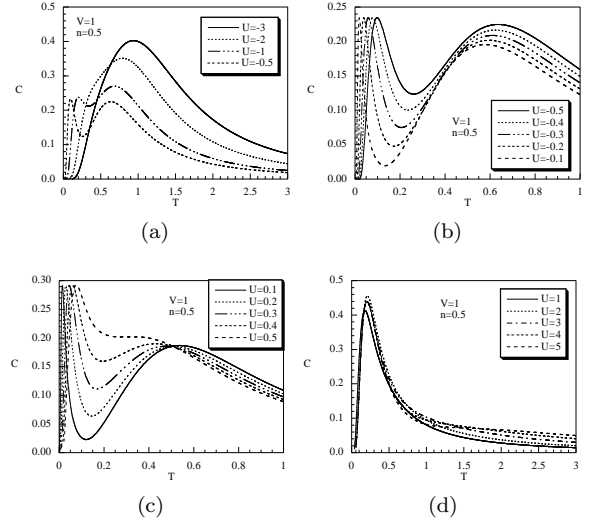 V=1
n=0.5
U=-3
U=-2
U=-1
U=-0.5
C
0.5
0.4
0.3
0.2
0.1
0.0
0 0.5 1 1.5 2 2.5 3
T
(a)
V=1
n=0.5
U=-0.5
U=-0.4
U=-0.3
U=-0.2
U=-0.1
C
0.25
0.20
0.15
0.10
0.05
0.00
0 0.2 0.4 0.6 0.8 1
T
(b)
V=1
n=0.5
U=0.1
U=0.2
U=0.3
U=0.4
U=0.5
C
0.30
0.25
0.20
0.15
0.10
0.05
0.00
0 0.2 0.4 0.6 0.8 1
T
(c)
V=1
n=0.5
U=1
U=2
U=3
U=4
U=5
C
0.5
0.4
0.3
0.2
0.1
0
0 0.5 1 1.5 2 2.5 3
T
(d)